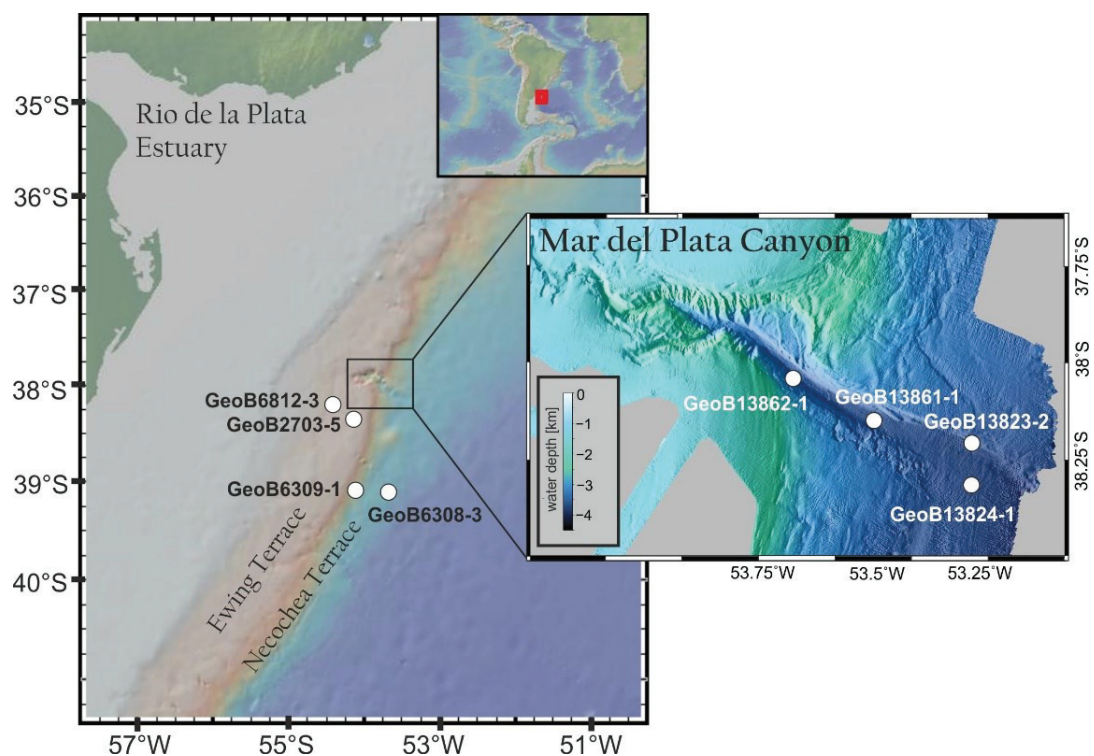 Rio de la Plata
Estuary
35°S
36°S
37°S
38°S
39°S
40°S
GeoB6812-3
GeoB2703-5
GeoB6309-1
GeoB6308-3
Ewing Terrace
Necochea Terrace
57°W
55°W
53°W
51°W
Mar del Plata Canyon
37.75°S
38°S
38.25°S
GeoB13862-1
GeoB13861-1
GeoB13823-2
GeoB13824-1
water depth [km]
0
−1
−2
−3
−4
53.75°W
53.5°W
53.25°W